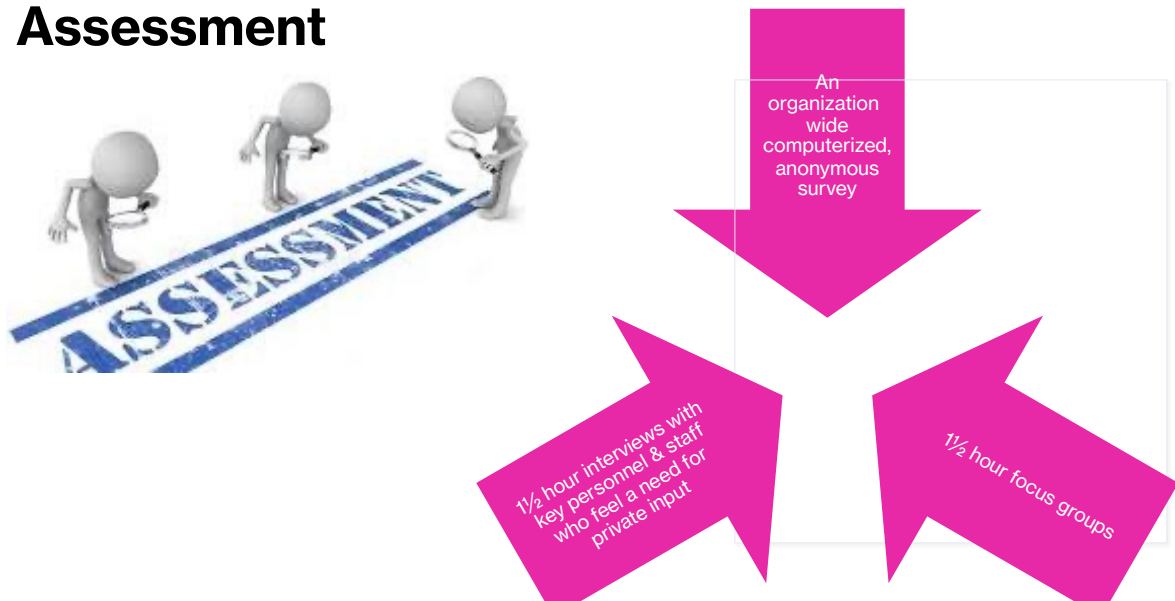 Assessment
ASSESSMENT
An
organization
wide
computerized,
anonymous
survey
1½ hour interviews with
key personnel & staff
who feel a need for
private input
1½ hour focus groups